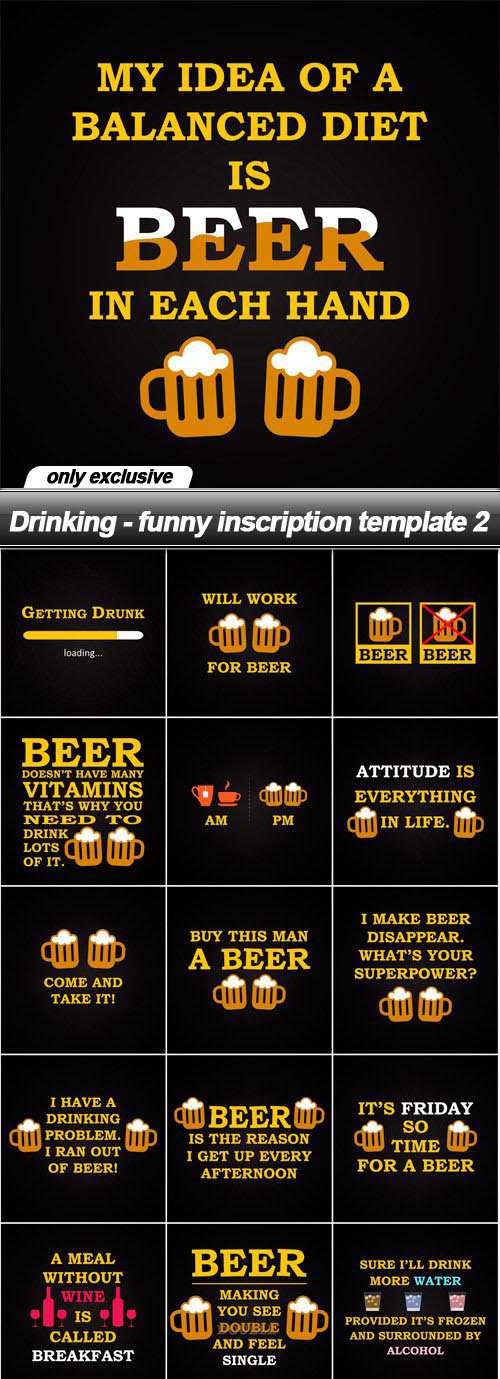 MY IDEA OF A
BALANCED DIET
IS
BEER
IN EACH HAND
only exclusive
Drinking - funny inscription template 2
GETTING DRUNK
loading...
WILL WORK
FOR BEER
BEER
BEER
BEER
DOESN'T HAVE MANY
VITAMINS
THAT'S WHY YOU
NEED TO
DRINK
LOTS
OF IT.
AM
PM
ATTITUDE IS
EVERYTHING
IN LIFE.
COME AND
TAKE IT!
BUY THIS MAN
A BEER
I MAKE BEER
DISAPPEAR.
WHAT'S YOUR
SUPERPOWER?
I HAVE A
DRINKING
PROBLEM.
I RAN OUT
OF BEER!
BEER
IS THE REASON
I GET UP EVERY
AFTERNOON
IT'S FRIDAY
SO
TIME
FOR A BEER
A MEAL
WITHOUT
WINE
IS
CALLED
BREAKFAST
BEER
MAKING
YOU SEE
DOUBLE
AND FEEL
SINGLE
SURE I'LL DRINK
MORE WATER
PROVIDED IT'S FROZEN
AND SURROUNDED BY
ALCOHOL